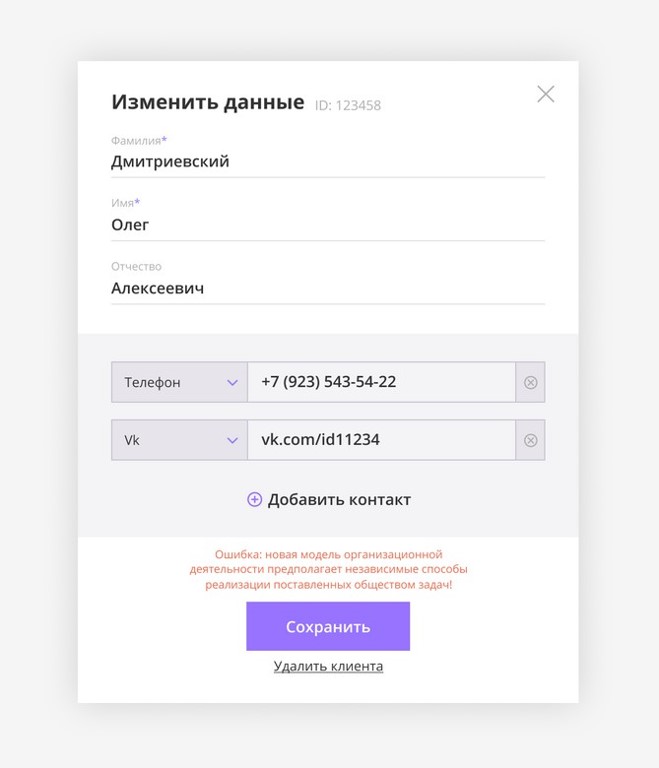 Изменить данные ID: 123458
Фамилия*
Дмитриевский
Имя*
Олег
Отчество
Алексеевич
Телефон +7 (923) 543-54-22
Vk vk.com/id11234
Добавить контакт
Ошибка: новая модель организационной
деятельности предполагает независимые способы
реализации поставленных обществом задач!
Сохранить
Удалить клиента